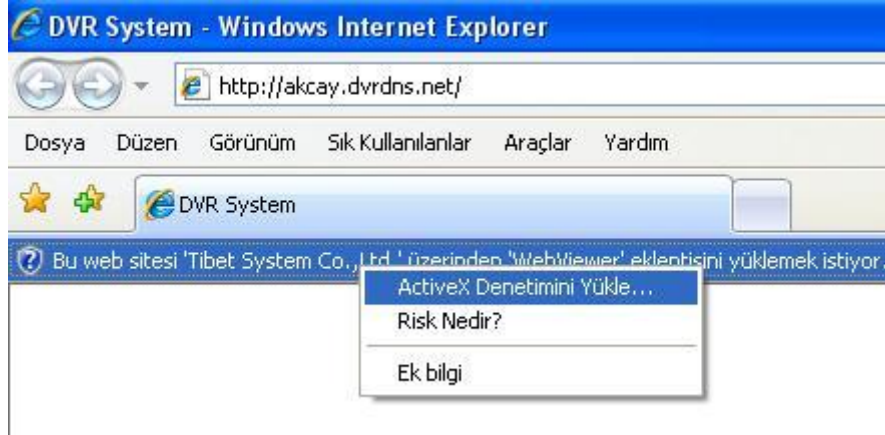 DVR System - Windows Internet Explorer
http://akcay.dvrdns.net/
Dosya Düzen Görünüm Sık Kullanılanlar Araçlar Yardım
DVR System
Bu web sitesi 'Tibet System Co.,Ltd.' üzerinden 'WebViewer' eklentisini yüklemek istiyor.
ActiveX Denetimini Yükle...
Risk Nedir?
Ek bilgi